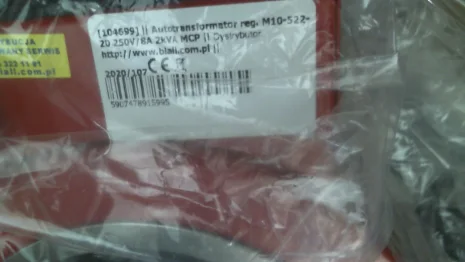 [104699] || Autotransformator reg. M10-522-
20 250V/8A 2kVA MCP || Dystrybutor
http://www.biall.com.pl ||
2020/107 CE
5907478915995